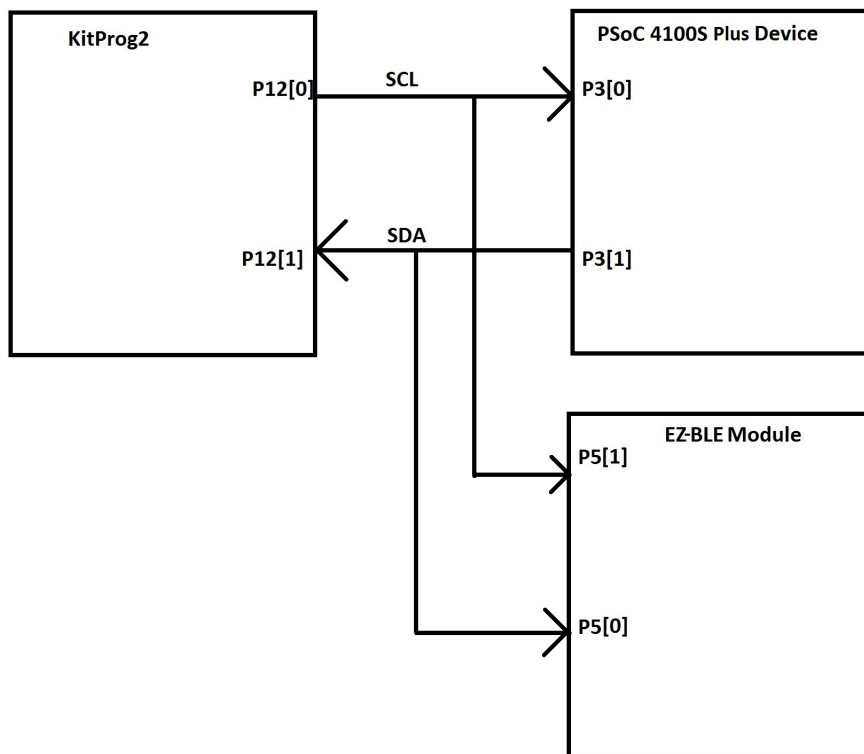 KitProg2
PSoC 4100S Plus Device
P12[0]
SCL
P3[0]
P12[1]
SDA
P3[1]
EZ-BLE Module
P5[1]
P5[0]